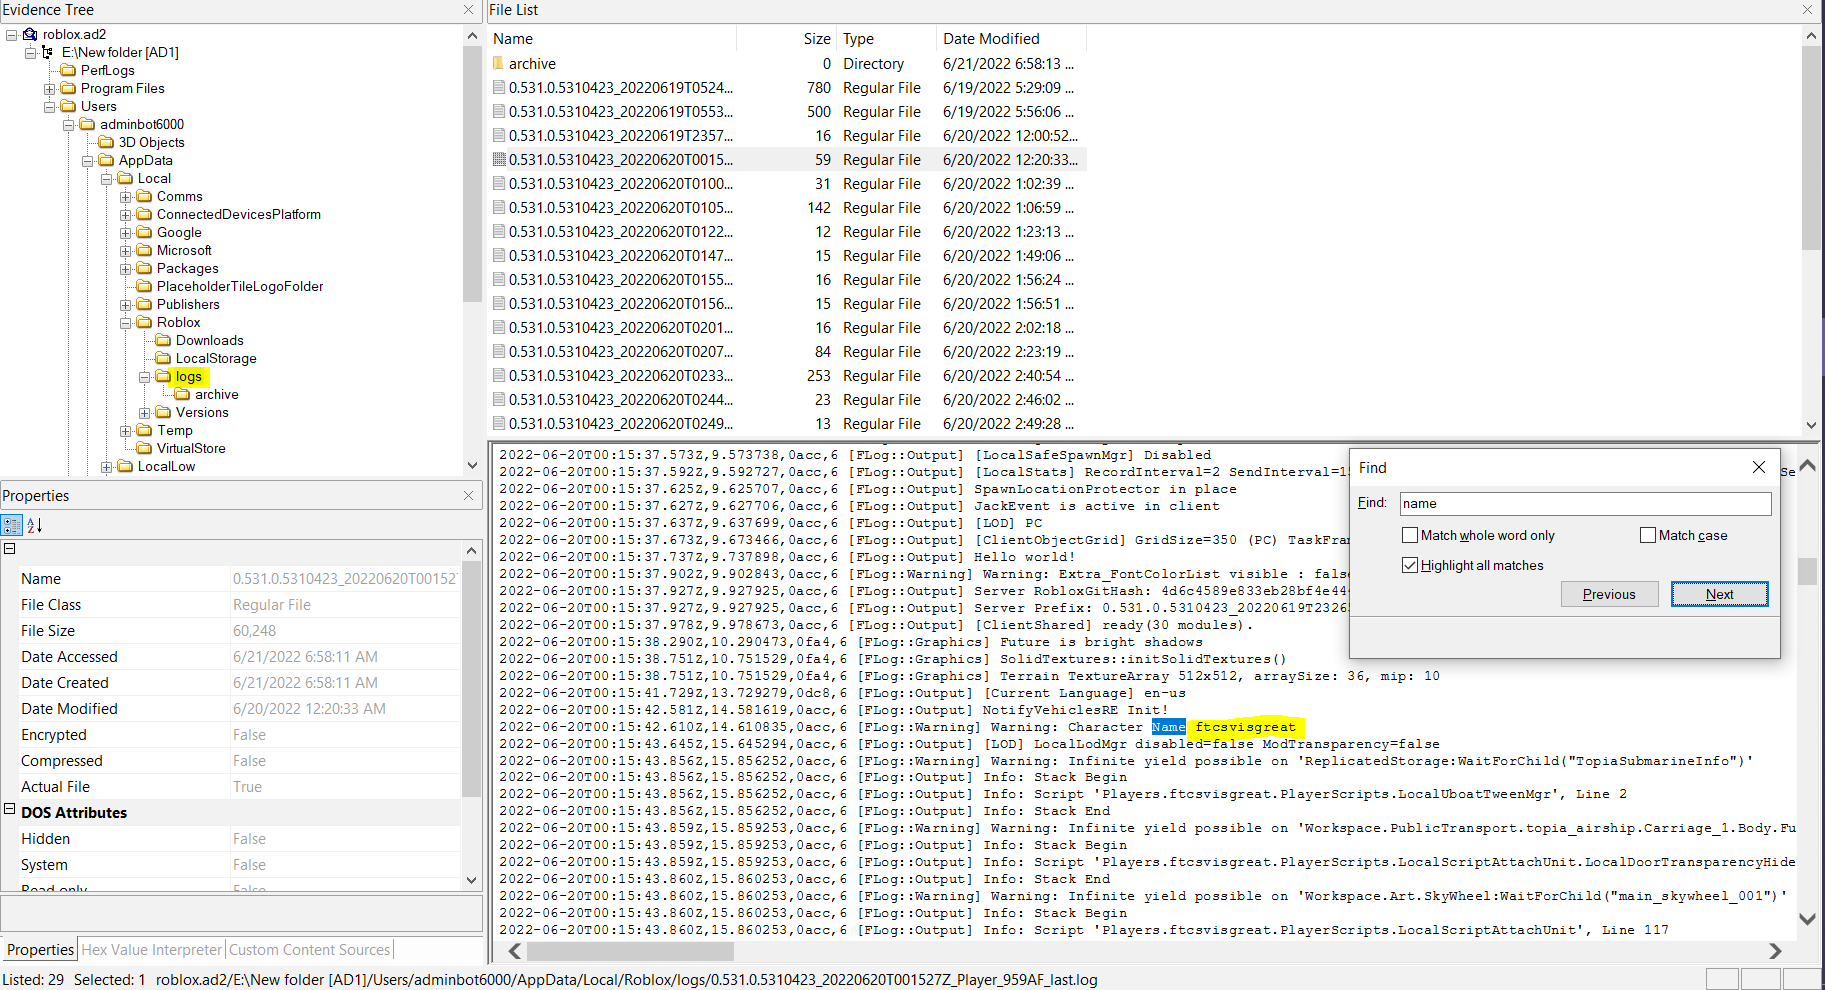 Evidence Tree
roblox.ad2
E:\New folder [AD1]
PerfLogs
Program Files
Users
adminbot6000
3D Objects
AppData
Local
Comms
ConnectedDevicesPlatform
Google
Microsoft
Packages
PlaceholderTileLogoFolder
Publishers
Roblox
Downloads
LocalStorage
logs
archive
Versions
Temp
VirtualStore
LocalLow
Properties
Name 0.531.0.5310423_20220620T001527
File Class Regular File
File Size 60,248
Date Accessed 6/21/2022 6:58:11 AM
Date Created 6/21/2022 6:58:11 AM
Date Modified 6/20/2022 12:20:33 AM
Encrypted False
Compressed False
Actual File True
DOS Attributes
Hidden False
System False
Read-only False
Properties Hex Value Interpreter Custom Content Sources
File List
Name Size Type Date Modified
archive 0 Directory 6/21/2022 6:58:13 ...
0.531.0.5310423_20220619T0524... 780 Regular File 6/19/2022 5:29:09 ...
0.531.0.5310423_20220619T0553... 500 Regular File 6/19/2022 5:56:06 ...
0.531.0.5310423_20220619T2357... 16 Regular File 6/20/2022 12:00:52...
0.531.0.5310423_20220620T0015... 59 Regular File 6/20/2022 12:20:33...
0.531.0.5310423_20220620T0100... 31 Regular File 6/20/2022 1:02:39 ...
0.531.0.5310423_20220620T0105... 142 Regular File 6/20/2022 1:06:59 ...
0.531.0.5310423_20220620T0122... 12 Regular File 6/20/2022 1:23:13 ...
0.531.0.5310423_20220620T0147... 15 Regular File 6/20/2022 1:49:06 ...
0.531.0.5310423_20220620T0155... 16 Regular File 6/20/2022 1:56:24 ...
0.531.0.5310423_20220620T0156... 15 Regular File 6/20/2022 1:56:51 ...
0.531.0.5310423_20220620T0201... 16 Regular File 6/20/2022 2:02:18 ...
0.531.0.5310423_20220620T0207... 84 Regular File 6/20/2022 2:23:19 ...
0.531.0.5310423_20220620T0233... 253 Regular File 6/20/2022 2:40:54 ...
0.531.0.5310423_20220620T0244... 23 Regular File 6/20/2022 2:46:02 ...
0.531.0.5310423_20220620T0249... 13 Regular File 6/20/2022 2:49:28 ...
2022-06-20T00:15:37.573Z,9.573738,0acc,6 [FLog::Output] [LocalSafeSpawnMgr] Disabled
2022-06-20T00:15:37.592Z,9.592727,0acc,6 [FLog::Output] [LocalStats] RecordInterval=2 SendInterval=15
2022-06-20T00:15:37.625Z,9.625707,0acc,6 [FLog::Output] SpawnLocationProtector in place
2022-06-20T00:15:37.627Z,9.627706,0acc,6 [FLog::Output] JackEvent is active in client
2022-06-20T00:15:37.637Z,9.637699,0acc,6 [FLog::Output] [LOD] PC
2022-06-20T00:15:37.673Z,9.673466,0acc,6 [FLog::Output] [ClientObjectGrid] GridSize=350 (PC) TaskFram
2022-06-20T00:15:37.737Z,9.737898,0acc,6 [FLog::Output] Hello world!
2022-06-20T00:15:37.902Z,9.902843,0acc,6 [FLog::Warning] Warning: Extra_FontColorList visible : false
2022-06-20T00:15:37.927Z,9.927925,0acc,6 [FLog::Output] Server RobloxGitHash: 4d6c4589e833eb28bf4e44
2022-06-20T00:15:37.927Z,9.927925,0acc,6 [FLog::Output] Server Prefix: 0.531.0.5310423_20220619T2326
2022-06-20T00:15:37.978Z,9.978673,0acc,6 [FLog::Output] [ClientShared] ready(30 modules).
2022-06-20T00:15:38.290Z,10.290473,0fa4,6 [FLog::Graphics] Future is bright shadows
2022-06-20T00:15:38.751Z,10.751529,0fa4,6 [FLog::Graphics] SolidTextures::initSolidTextures()
2022-06-20T00:15:38.751Z,10.751529,0fa4,6 [FLog::Graphics] Terrain TextureArray 512x512, arraySize: 36, mip: 10
2022-06-20T00:15:41.729Z,13.729279,0dc8,6 [FLog::Output] [Current Language] en-us
2022-06-20T00:15:42.581Z,14.581619,0acc,6 [FLog::Output] NotifyVehiclesRE Init!
2022-06-20T00:15:42.610Z,14.610835,0acc,6 [FLog::Warning] Warning: Character Name ftcsvisgreat
2022-06-20T00:15:43.645Z,15.645294,0acc,6 [FLog::Output] [LOD] LocalLodMgr disabled=false ModTransparency=false
2022-06-20T00:15:43.856Z,15.856252,0acc,6 [FLog::Warning] Warning: Infinite yield possible on 'ReplicatedStorage:WaitForChild("TopiaSubmarineInfo")'
2022-06-20T00:15:43.856Z,15.856252,0acc,6 [FLog::Output] Info: Stack Begin
2022-06-20T00:15:43.856Z,15.856252,0acc,6 [FLog::Output] Info: Script 'Players.ftcsvisgreat.PlayerScripts.LocalUboatTweenMgr', Line 2
2022-06-20T00:15:43.856Z,15.856252,0acc,6 [FLog::Output] Info: Stack End
2022-06-20T00:15:43.859Z,15.859253,0acc,6 [FLog::Warning] Warning: Infinite yield possible on 'Workspace.PublicTransport.topia_airship.Carriage_1.Body.Fu
2022-06-20T00:15:43.859Z,15.859253,0acc,6 [FLog::Output] Info: Stack Begin
2022-06-20T00:15:43.859Z,15.859253,0acc,6 [FLog::Output] Info: Script 'Players.ftcsvisgreat.PlayerScripts.LocalScriptAttachUnit.LocalDoorTransparencyHide
2022-06-20T00:15:43.859Z,15.859253,0acc,6 [FLog::Output] Info: Stack End
2022-06-20T00:15:43.860Z,15.860253,0acc,6 [FLog::Warning] Warning: Infinite yield possible on 'Workspace.Art.SkyWheel:WaitForChild("main_skywheel_001")'
2022-06-20T00:15:43.860Z,15.860253,0acc,6 [FLog::Output] Info: Stack Begin
2022-06-20T00:15:43.860Z,15.860253,0acc,6 [FLog::Output] Info: Script 'Players.ftcsvisgreat.PlayerScripts.LocalScriptAttachUnit', Line 117
Find
Find: name
Match whole word only Match case
Highlight all matches
Previous Next
Listed: 29 Selected: 1 roblox.ad2/E:\New folder [AD1]/Users/adminbot6000/AppData/Local/Roblox/logs/0.531.0.5310423_20220620T001527Z_Player_959AF_last.log